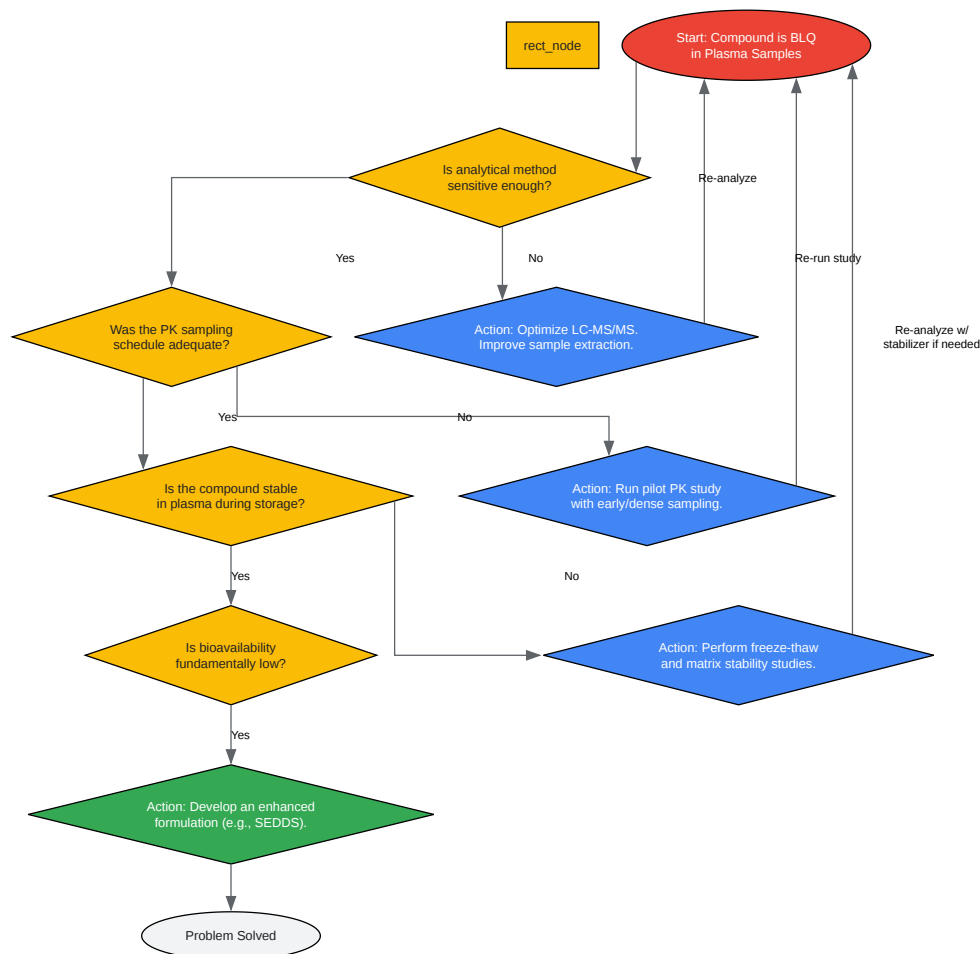 rect_node
Start: Compound is BLQ
in Plasma Samples
Is analytical method
sensitive enough?
Re-analyze
Yes
No
Re-run study
Was the PK sampling
schedule adequate?
Action: Optimize LC-MS/MS.
Improve sample extraction.
Re-analyze w/
stabilizer if needed
Yes
No
Is the compound stable
in plasma during storage?
Action: Run pilot PK study
with early/dense sampling.
Yes
No
Is bioavailability
fundamentally low?
Action: Perform freeze-thaw
and matrix stability studies.
Yes
Action: Develop an enhanced
formulation (e.g., SEDDS).
Problem Solved